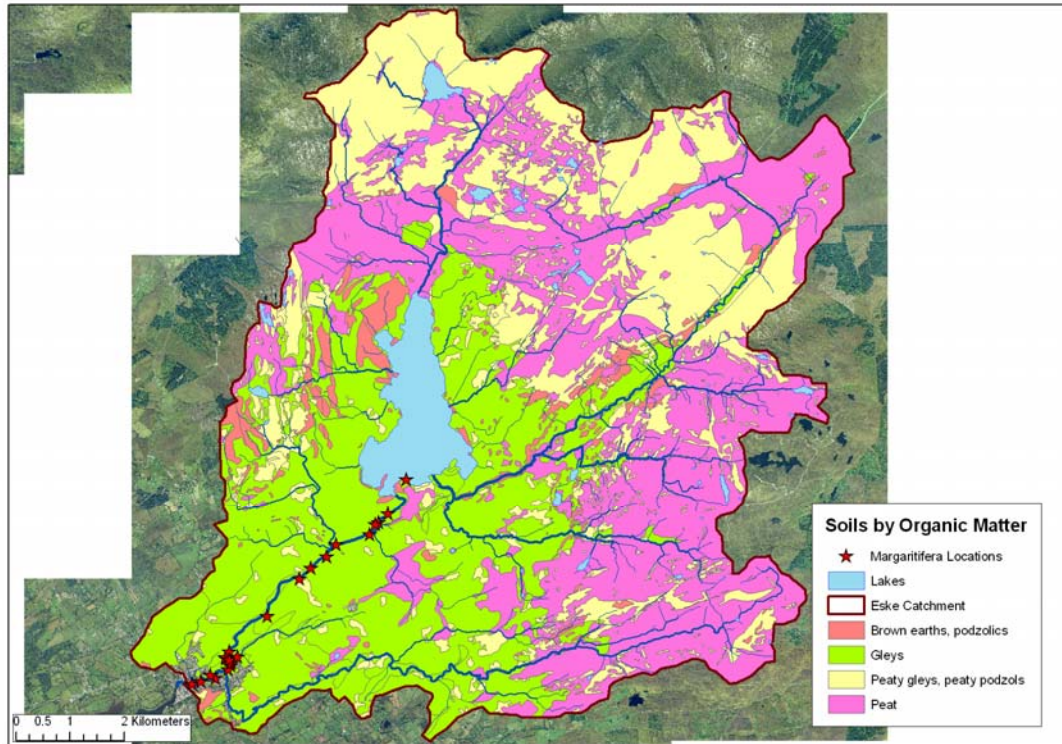 Soils by Organic Matter
Margaritifera Locations
Lakes
Eske Catchment
Brown earths, podzolics
Gleys
Peaty gleys, peaty podzols
Peat
0 0.5 1 2 Kilometers